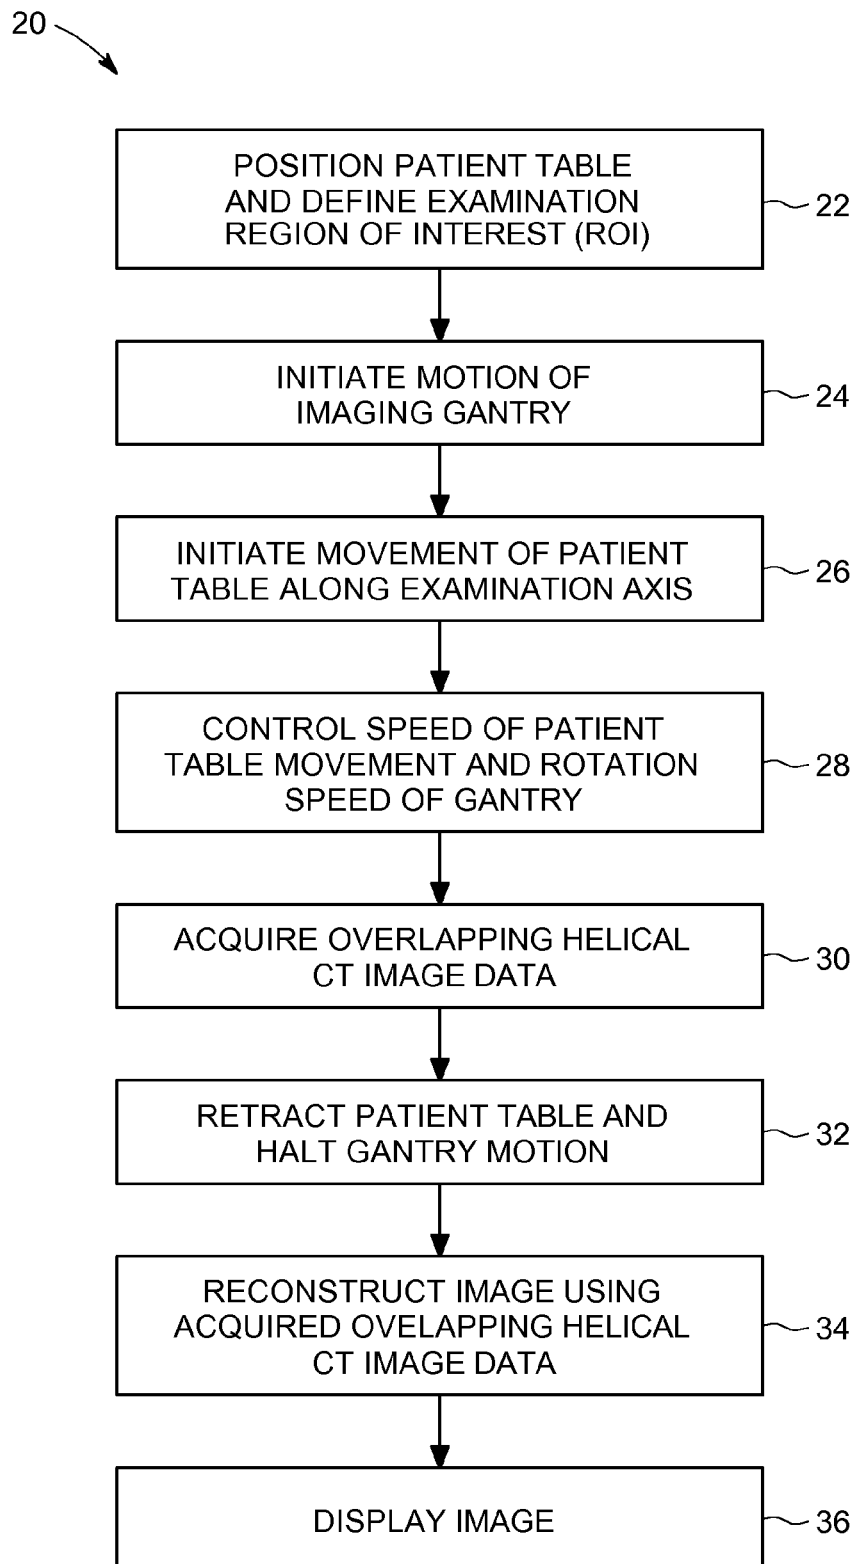 20
POSITION PATIENT TABLE
AND DEFINE EXAMINATION
REGION OF INTEREST (ROI)
22
INITIATE MOTION OF
IMAGING GANTRY
24
INITIATE MOVEMENT OF PATIENT
TABLE ALONG EXAMINATION AXIS
26
CONTROL SPEED OF PATIENT
TABLE MOVEMENT AND ROTATION
SPEED OF GANTRY
28
ACQUIRE OVERLAPPING HELICAL
CT IMAGE DATA
30
RETRACT PATIENT TABLE AND
HALT GANTRY MOTION
32
RECONSTRUCT IMAGE USING
ACQUIRED OVELAPPING HELICAL
CT IMAGE DATA
34
DISPLAY IMAGE
36